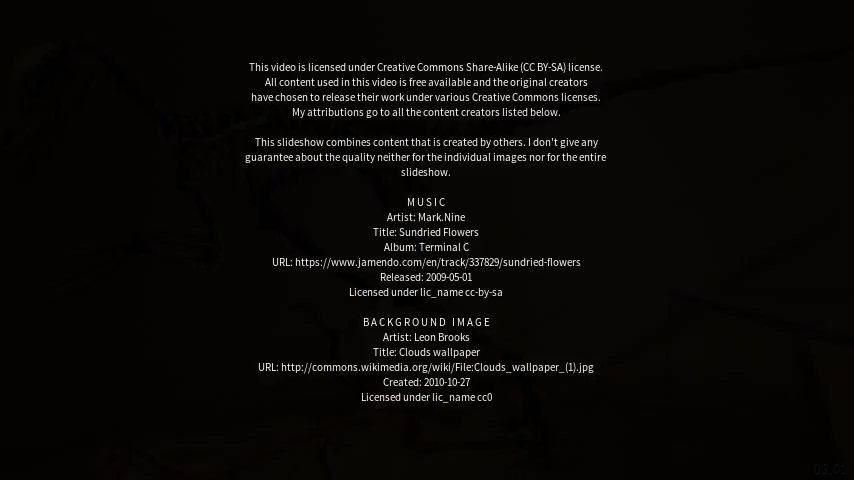 This video is licensed under Creative Commons Share-Alike (CC BY-SA) license.
All content used in this video is free available and the original creators
have chosen to release their work under various Creative Commons licenses.
My attributions go to all the content creators listed below.
This slideshow combines content that is created by others. I don't give any
guarantee about the quality neither for the individual images nor for the entire
slideshow.
MUSIC
Artist: Mark.Nine
Title: Sundried Flowers
Album: Terminal C
URL: https://www.jamendo.com/en/track/337829/sundried-flowers
Released: 2009-05-01
Licensed under lic_name cc-by-sa
BACKGROUND IMAGE
Artist: Leon Brooks
Title: Clouds wallpaper
URL: http://commons.wikimedia.org/wiki/File:Clouds_wallpaper_(1).jpg
Created: 2010-10-27
Licensed under lic_name cc0